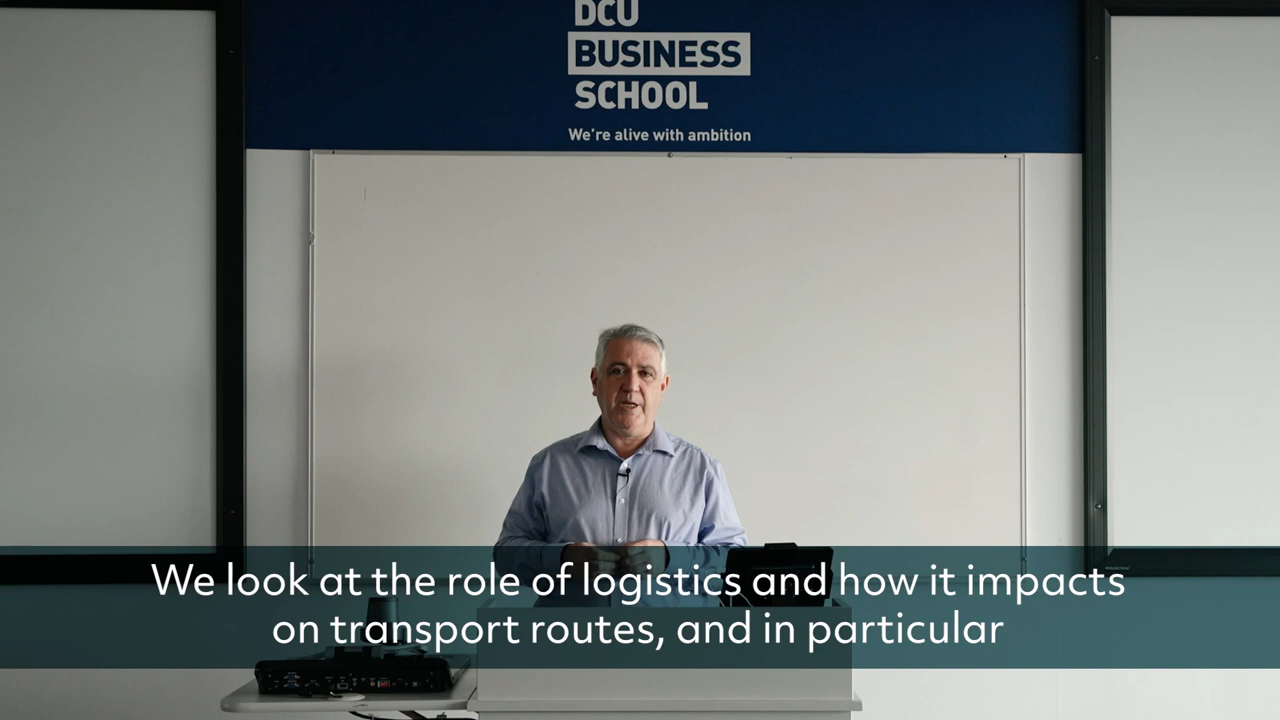 DCU
BUSINESS
SCHOOL
We're alive with ambition
We look at the role of logistics and how it impacts
on transport routes, and in particular